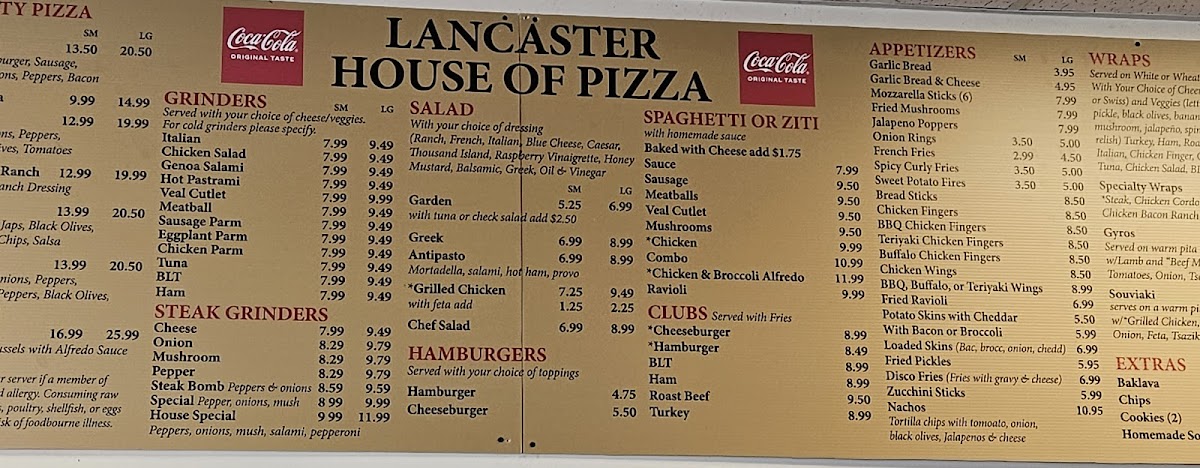 LANCASTER
HOUSE OF PIZZA
Coca-Cola
ORIGINAL TASTE
Coca-Cola
ORIGINAL TASTE
TY PIZZA
SM LG
13.50 20.50
urger, Sausage,
ons, Peppers, Bacon
9.99 14.99
12.99 19.99
ns, Peppers,
ves, Tomatoes
Ranch 12.99 19.99
anch Dressing
13.99 20.50
Japs, Black Olives,
Chips, Salsa
13.99 20.50
nions, Peppers,
Peppers, Black Olives,
16.99 25.99
ussels with Alfredo Sauce
r server if a member of
d allergy. Consuming raw
s, poultry, shellfish, or eggs
isk of foodbourne illness.
GRINDERS SM LG
Served with your choice of cheese/veggies.
For cold grinders please specify.
Italian 7.99 9.49
Chicken Salad 7.99 9.49
Genoa Salami 7.99 9.49
Hot Pastrami 7.99 9.49
Veal Cutlet 9.99
Meatball 7.99 9.49
Sausage Parm 7.99 9.49
Eggplant Parm 7.99 9.49
Chicken Parm 7.99 9.49
Tuna 7.99 9.49
BLT 7.99 9.49
Ham 7.99 9.49
STEAK GRINDERS
Cheese 7.99 9.49
Onion 8.29 9.79
Mushroom 8.29 9.79
Pepper 8.29 9.79
Steak Bomb Peppers & onions 8.59 9.59
Special Pepper, onions, mush 8 99 9.99
House Special 9 99 11.99
Peppers, onions, mush, salami, pepperoni
SALAD
With your choice of dressing
(Ranch, French, Italian, Blue Cheese, Caesar,
Thousand Island, Raspberry Vinaigrette, Honey
Mustard, Balsamic, Greek, Oil & Vinegar
SM LG
Garden 5.25 6.99
with tuna or check salad add $2.50
Greek 6.99 8.99
Antipasto 6.99 8.99
Mortadella, salami, hot ham, provo
*Grilled Chicken 7.25 9.49
with feta add 1.25 2.25
Chef Salad 6.99 8.99
HAMBURGERS
Served with your choice of toppings
Hamburger 4.75
Cheeseburger 5.50
SPAGHETTI OR ZITI
with homemade sauce
Baked with Cheese add $1.75
Sauce 7.99
Sausage 9.50
Meatballs 9.50
Veal Cutlet 9.50
Mushrooms 9.50
*Chicken 9.99
Combo 10.99
*Chicken & Broccoli Alfredo 11.99
Ravioli 9.99
CLUBS Served with Fries
*Cheeseburger 8.99
*Hamburger 8.49
BLT 8.99
Ham 8.99
Roast Beef 9.50
Turkey 8.99
APPETIZERS SM LG
Garlic Bread 3.95
Garlic Bread & Cheese 4.95
Mozzarella Sticks (6) 7.99
Fried Mushrooms 7.99
Jalapeno Poppers 7.99
Onion Rings 3.50 5.00
French Fries 2.99 4.50
Spicy Curly Fries 3.50 5.00
Sweet Potato Fires 3.50 5.00
Bread Sticks 8.50
Chicken Fingers 8.50
BBQ Chicken Fingers 8.50
Teriyaki Chicken Fingers 8.50
Buffalo Chicken Fingers 8.50
Chicken Wings 8.50
BBQ, Buffalo, or Teriyaki Wings 8.99
Fried Ravioli 6.99
Potato Skins with Cheddar 5.50
With Bacon or Broccoli 5.99
Loaded Skins (Bac, brocc, onion, chedd) 6.99
Fried Pickles 5.95
Disco Fries (Fries with gravy & cheese) 6.99
Zucchini Sticks 5.99
Nachos 10.95
Tortilla chips with tomoato, onion,
black olives, Jalapenos & cheese
WRAPS
Served on White or Wheat
With Your Choice of Chee
or Swiss) and Veggies (lett
pickle, black olives, banan
mushroom, jalapeño, spi
relish) Turkey, Ham, Roa
Italian, Chicken Finger,
Tuna, Chicken Salad, BL
Specialty Wraps
*Steak, Chicken Cordo
Chicken Bacon Ranch
Gyros
Served on warm pita
w/Lamb and *Beef M
Tomatoes, Onion, Tsa
Souviaki
serves on a warm pi
w/*Grilled Chicken,
Onion, Feta, Tsazik
EXTRAS
Baklava
Chips
Cookies (2)
Homemade So